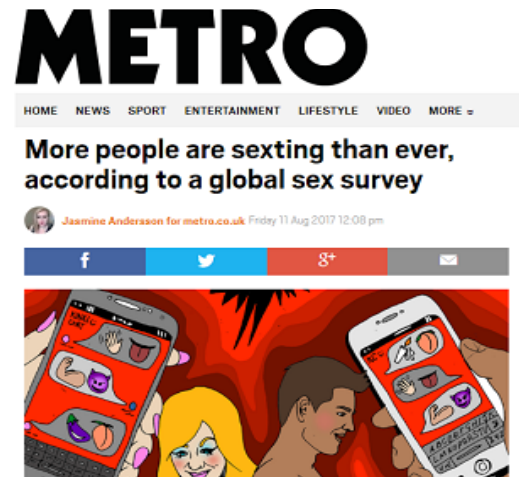 METRO
HOME NEWS SPORT ENTERTAINMENT LIFESTYLE VIDEO MORE
More people are sexting than ever,
according to a global sex survey
Jasmine Andersson for metro.co.uk Friday 11 Aug 2017 12:08 pm
f g+